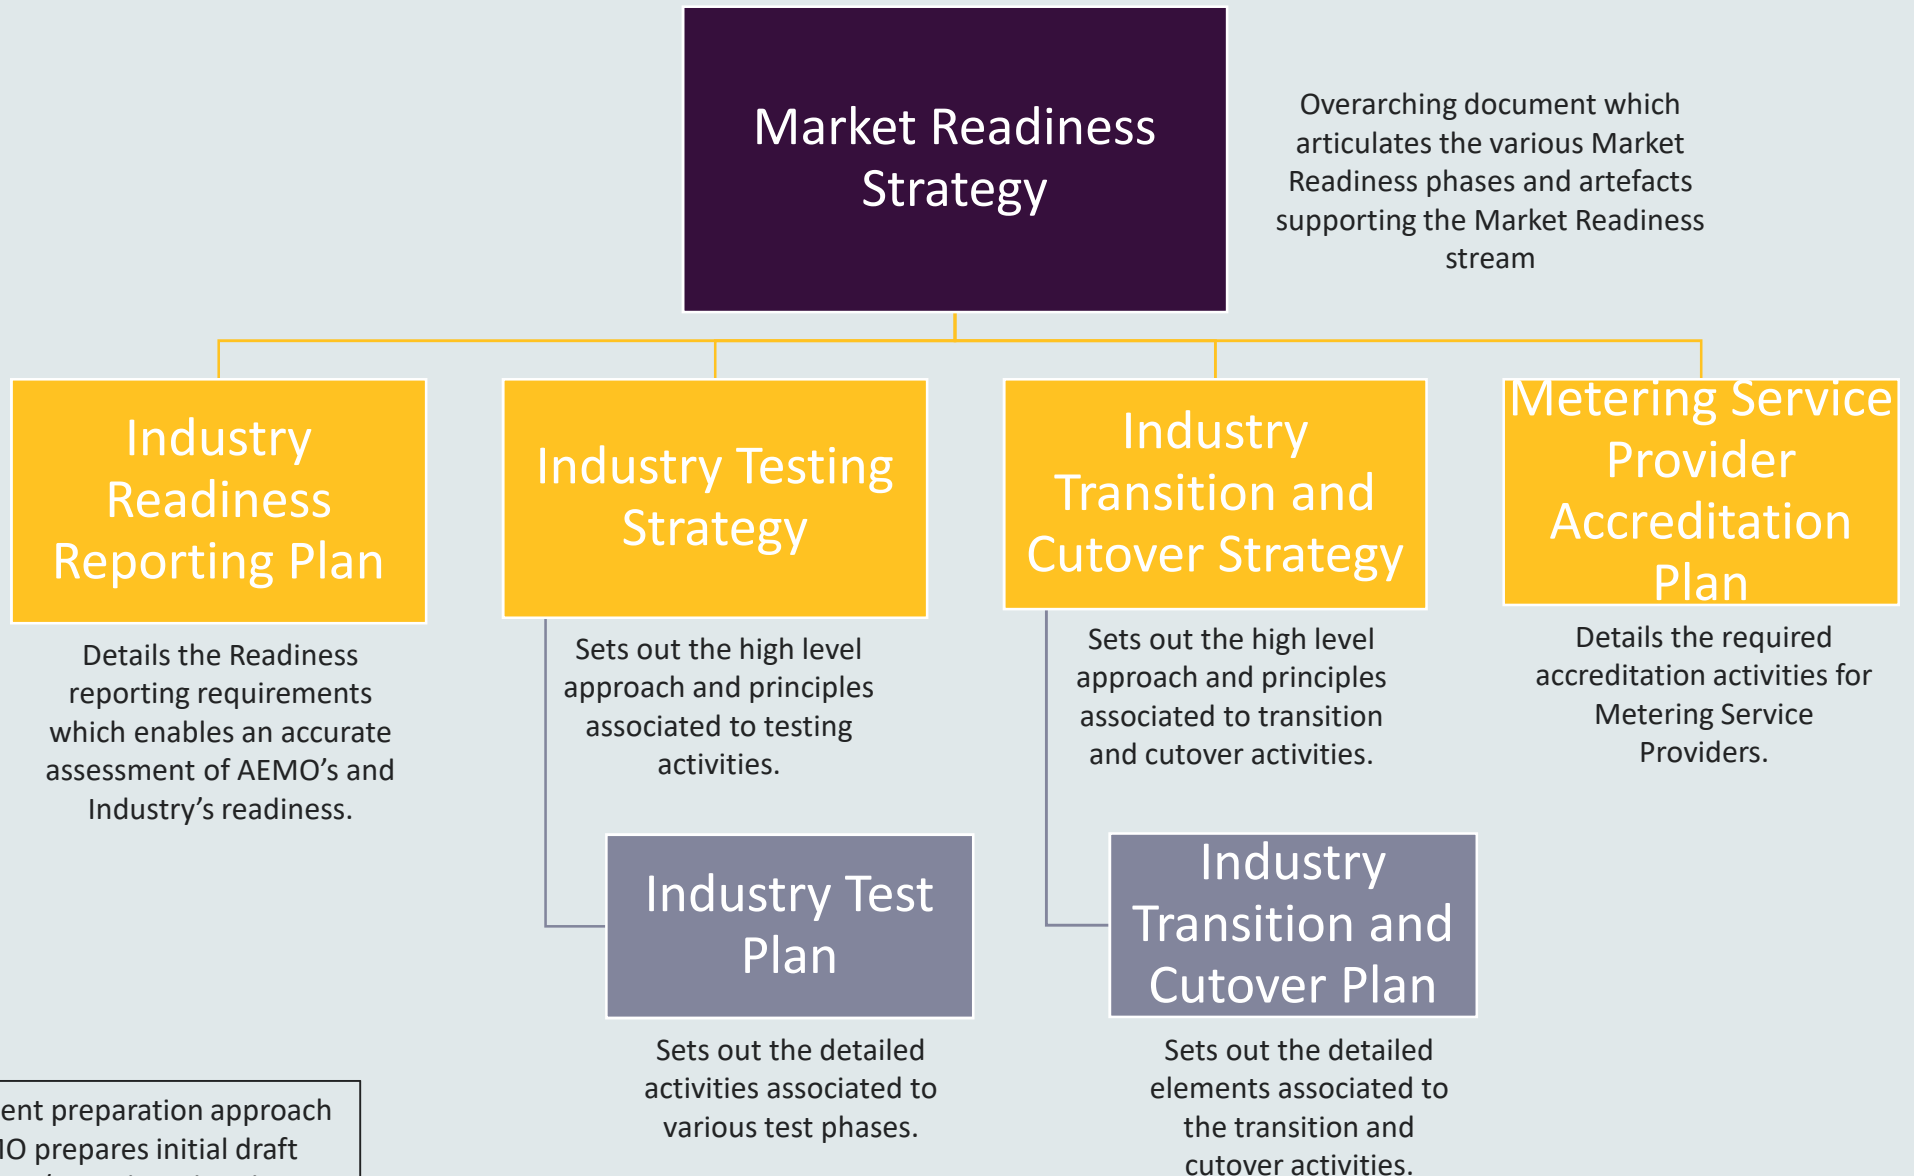 Market Readiness
Strategy
Overarching document which
articulates the various Market
Readiness phases and artefacts
supporting the Market Readiness
stream
Industry
Readiness
Reporting Plan
Details the Readiness
reporting requirements
which enables an accurate
assessment of AEMO’s and
Industry’s readiness.
Industry Testing
Strategy
Sets out the high level
approach and principles
associated to testing
activities.
Industry
Transition and
Cutover Strategy
Sets out the high level
approach and principles
associated to transition
and cutover activities.
Metering Service
Provider
Accreditation
Plan
Details the required
accreditation activities for
Metering Service
Providers.
Industry Test
Plan
Sets out the detailed
activities associated to
various test phases.
Industry
Transition and
Cutover Plan
Sets out the detailed
elements associated to
the transition and
cutover activities.
preparation approach
prepares initial draft